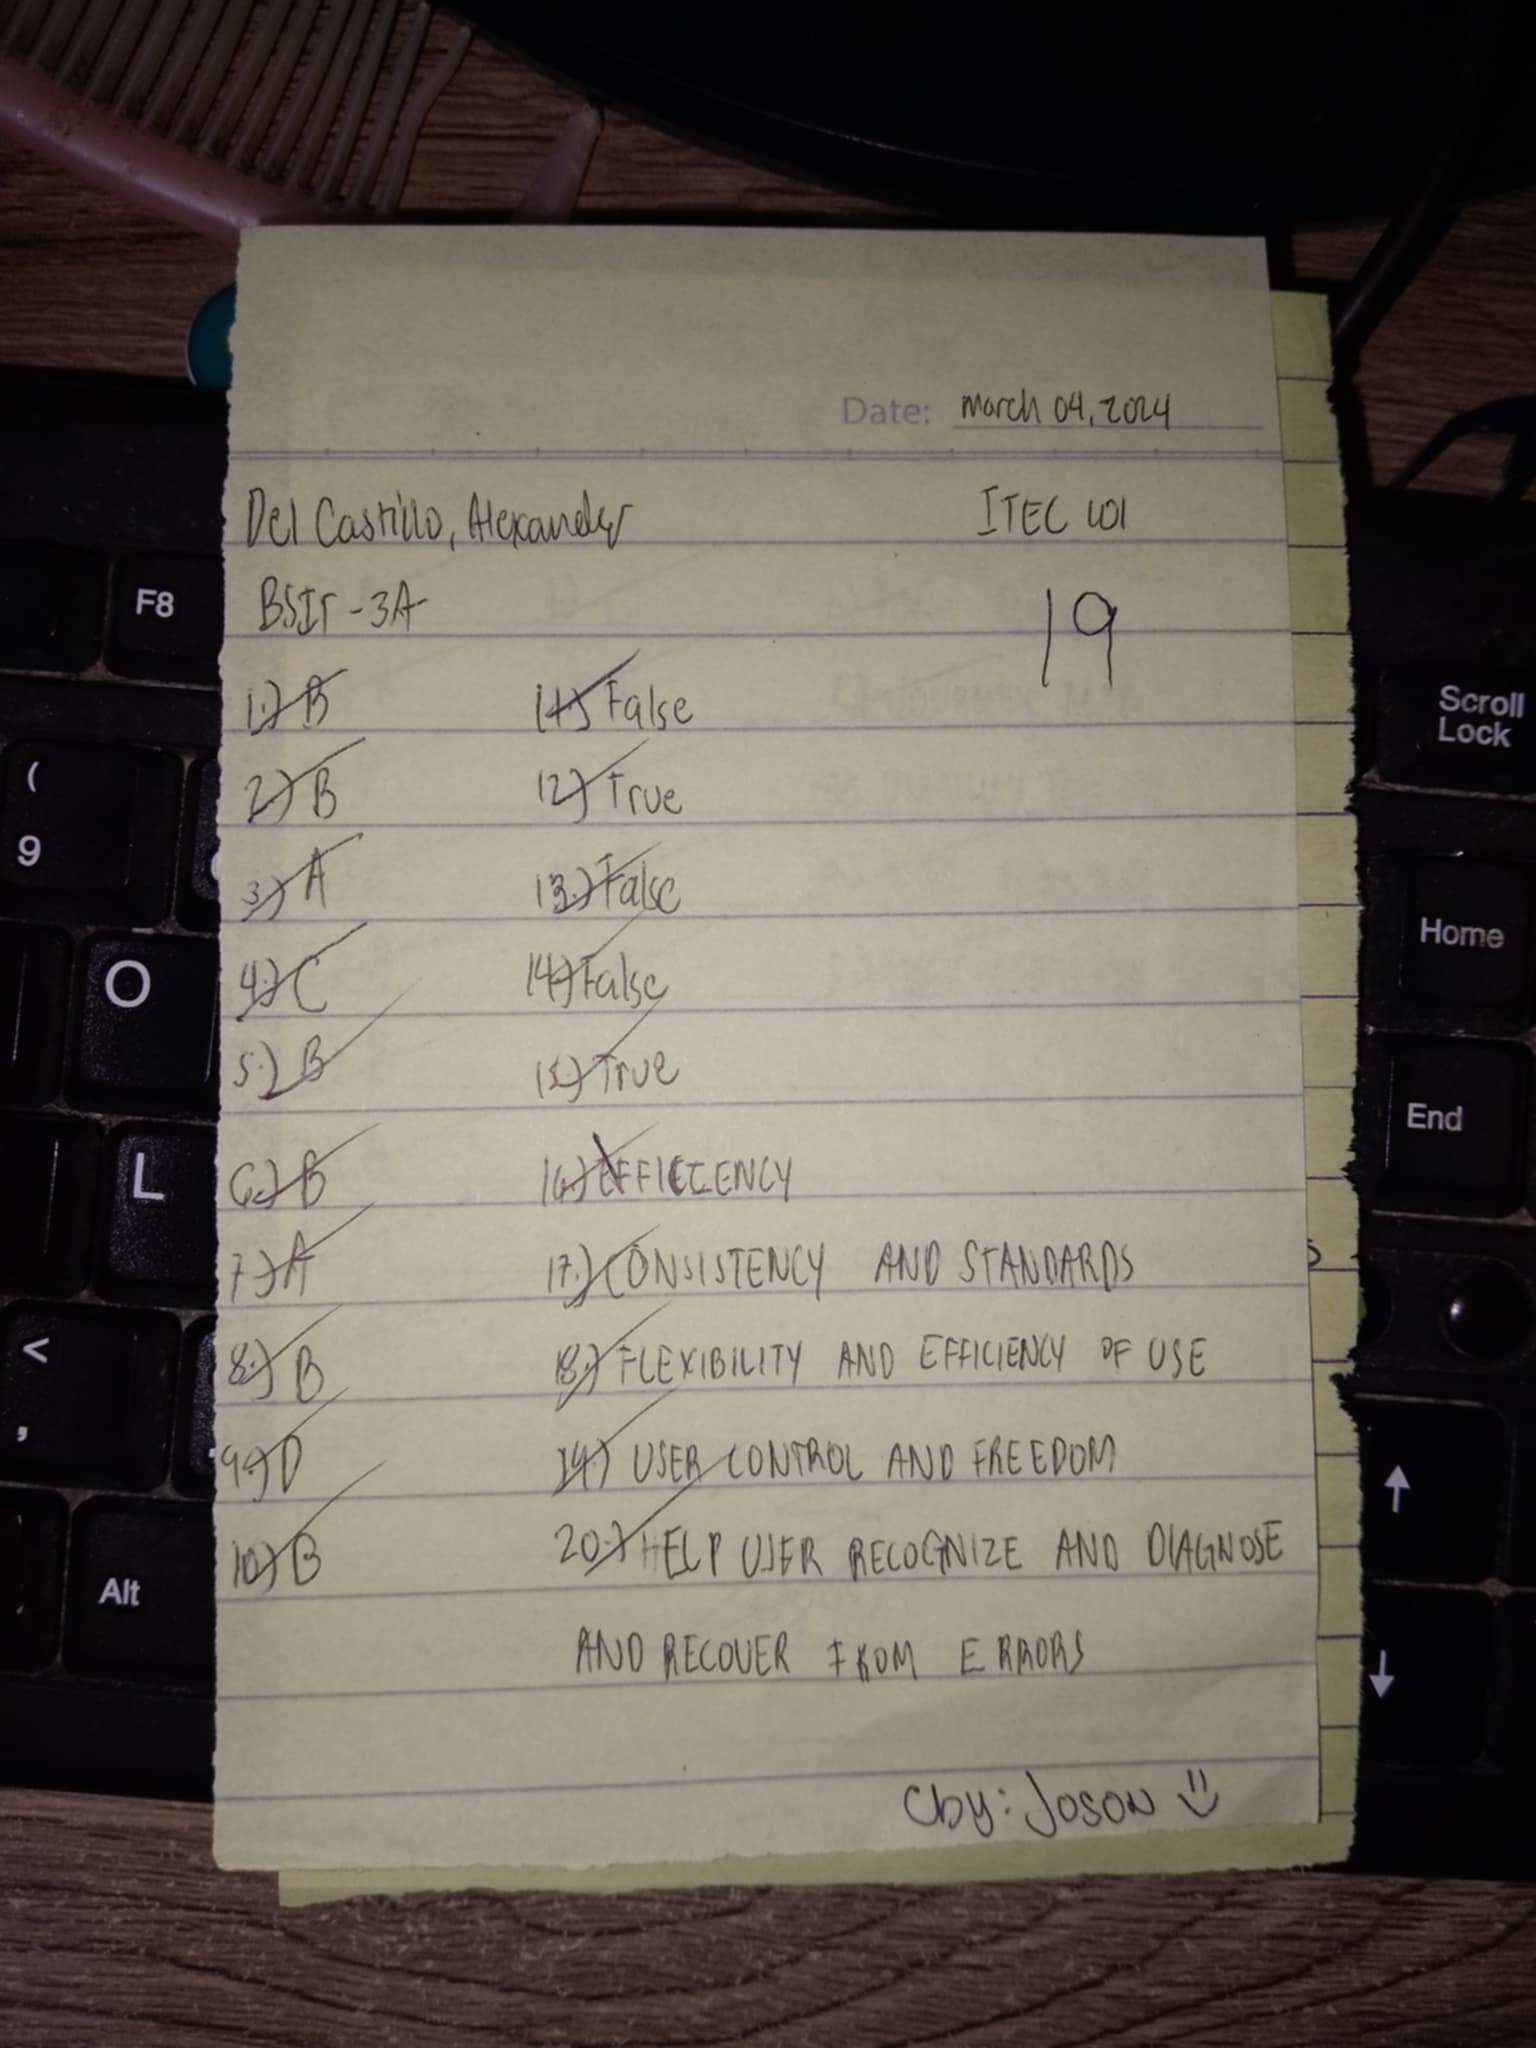 Date: March 04, 2024
Del Castillo, Alexander
ITEC 101
BSIT - 3A
19
1.) B
2.) B
3.) A
4.) C
5.) B
6.) B
7.) A
8.) B
9.) D
10.) B
11.) False
12.) True
13.) False
14.) False
15.) True
16.) EFFICIENCY
17.) CONSISTENCY AND STANDARDS
18.) FLEXIBILITY AND EFFICIENCY OF USE
19.) USER CONTROL AND FREEDOM
20.) HELP USER RECOGNIZE AND DIAGNOSE
AND RECOVER FROM ERRORS
Cby: Joson
F8
(
9
O
L
<
,
Alt
Scroll
Lock
Home
End
↑
↓